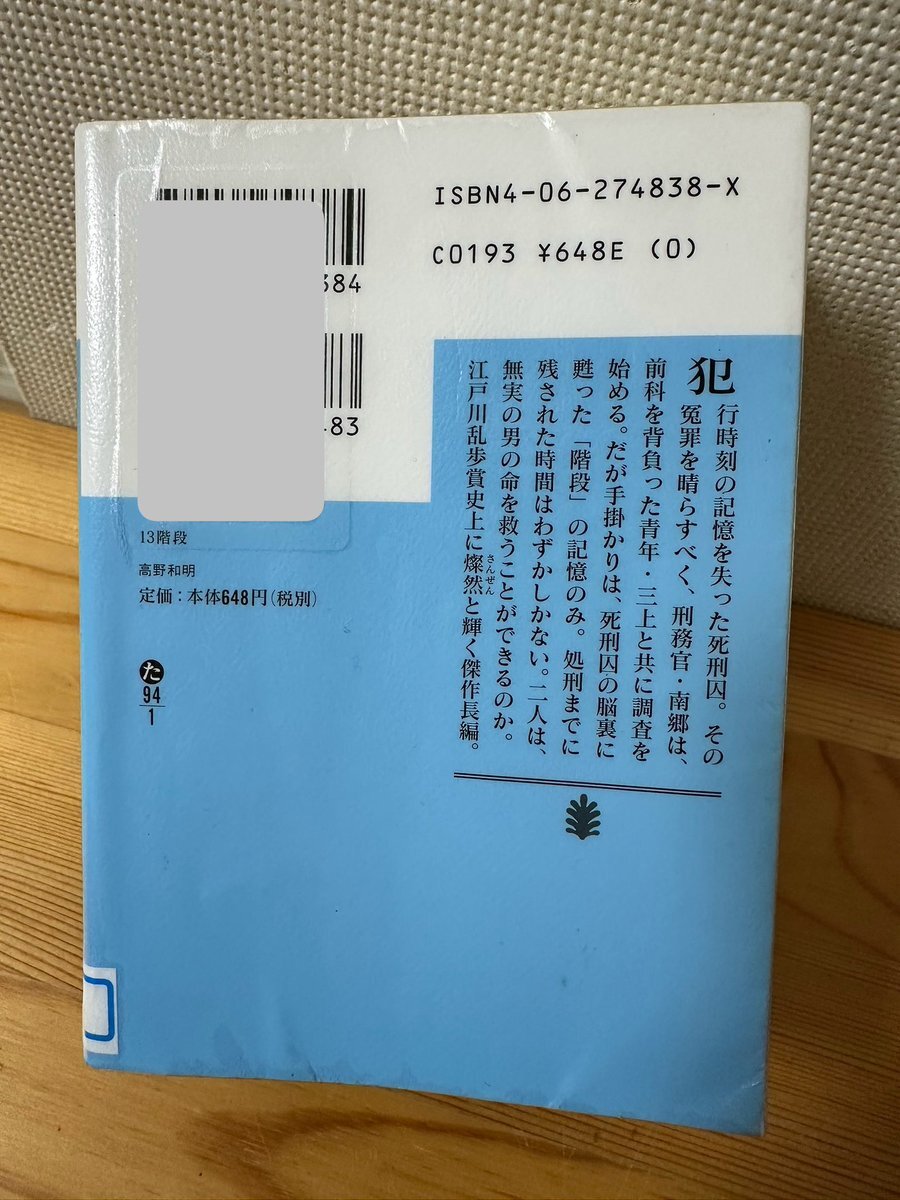 ISBN4-06-274838-X
C0193 ¥648E (0)
384
483
犯行時刻の記憶を失った死刑囚。その
冤罪を晴らすべく、刑務官・南郷は、
前科を背負った青年・三上と共に調査を
始める。だが手掛かりは、死刑囚の脳裏に
甦った「階段」の記憶のみ。処刑までに
残された時間はわずかしかない。二人は、
無実の男の命を救うことができるのか。
江戸川乱歩賞史上に燦然と輝く傑作長編。
さんぜん
13階段
高野和明
定価:本体648円(税別)
た
94
1